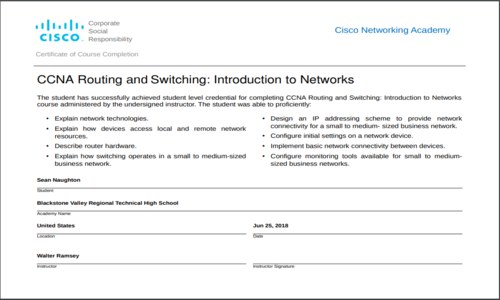 CISCO
Corporate
Social
Responsibility
Cisco Networking Academy
Certificate of Course Completion
CCNA Routing and Switching: Introduction to Networks
The student has successfully achieved student level credential for completing CCNA Routing and Switching: Introduction to Networks
course administered by the undersigned instructor. The student was able to proficiently:
• Explain network technologies.
• Explain how devices access local and remote network
resources.
• Describe router hardware.
• Explain how switching operates in a small to medium-sized
business network.
• Design an IP addressing scheme to provide network
connectivity for a small to medium- sized business network.
• Configure initial settings on a network device.
• Implement basic network connectivity between devices.
• Configure monitoring tools available for small to medium-
sized business networks.
Sean Naughton
Student
Blackstone Valley Regional Technical High School
Academy Name
United States
Location
Jun 25, 2018
Date
Walter Ramsey
Instructor
Instructor Signature